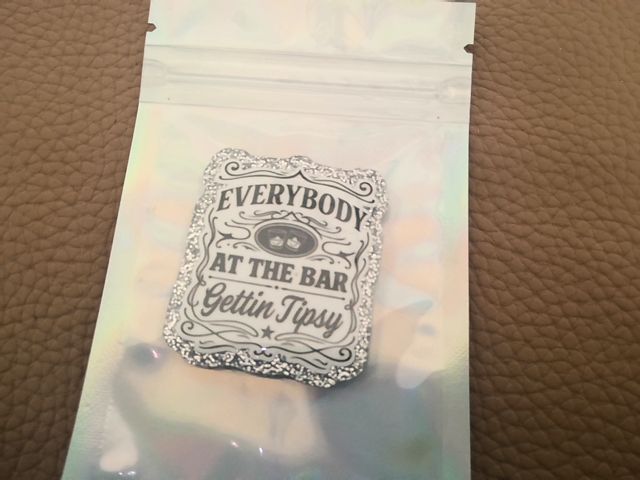 EVERYBODY
AT THE BAR
Gettin Tipsy